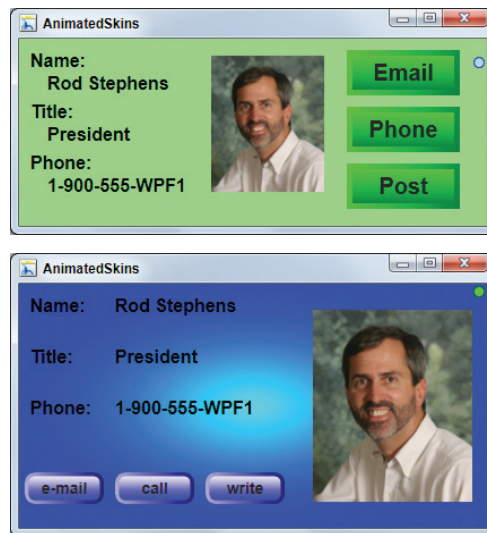 AnimatedSkins
Name:
Rod Stephens
Title:
President
Phone:
1-900-555-WPF1
Email
Phone
Post
AnimatedSkins
Name: Rod Stephens
Title: President
Phone: 1-900-555-WPF1
e-mail call write